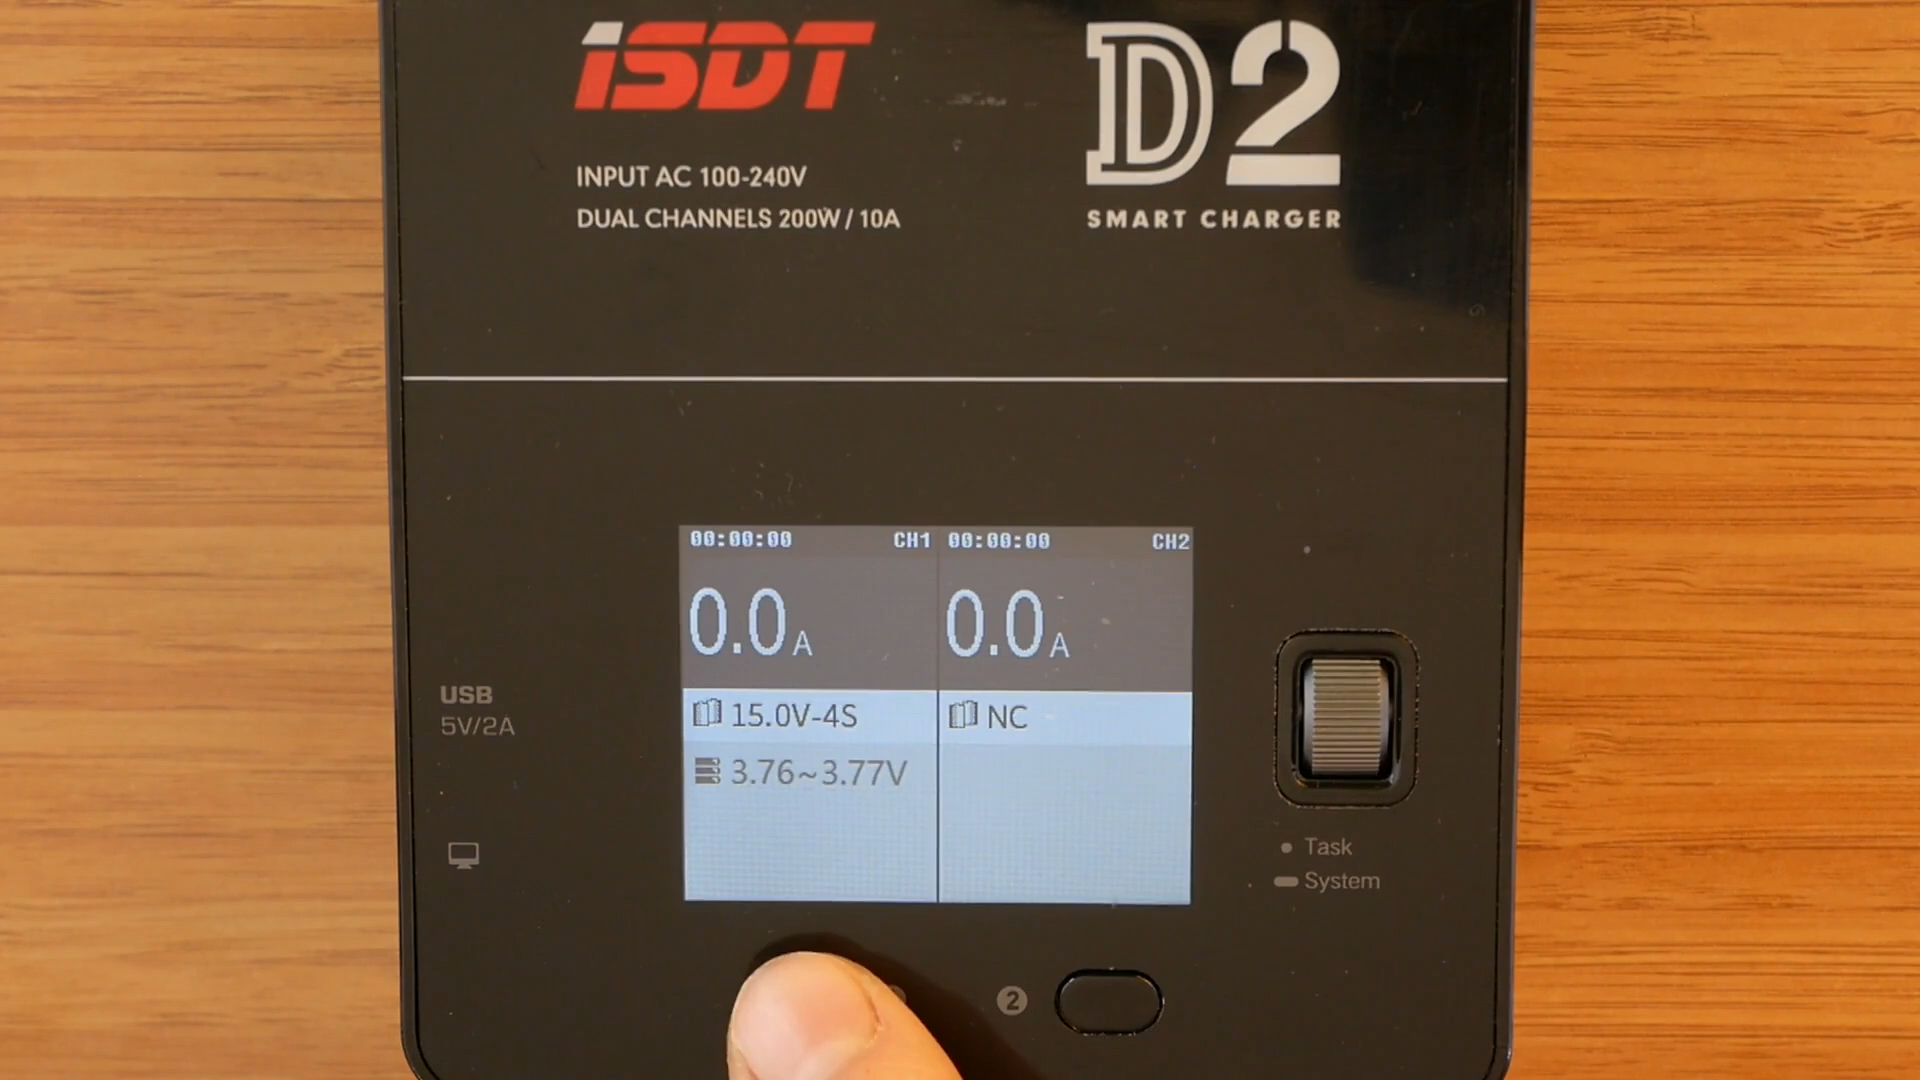 iSDT
D2
INPUT AC 100-240V
DUAL CHANNELS 200W / 10A
SMART CHARGER
00:00:00 CH1 00:00:00 CH2
0.0A 0.0A
15.0V-4S NC
3.76~3.77V
USB
5V/2A
Task
System
2